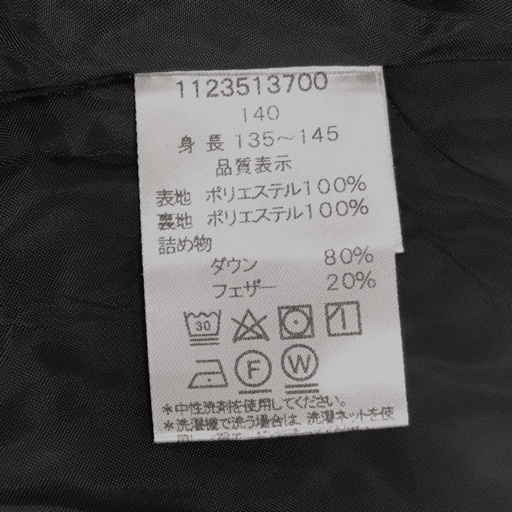 1123513700
140
身長 135～145
品質表示
表地 ポリエステル100%
裏地 ポリエステル100%
詰め物
ダウン 80%
フェザー 20%
30
F W
＊中性洗剤を使用してください。
＊洗濯機で洗う場合は、洗濯ネットを使